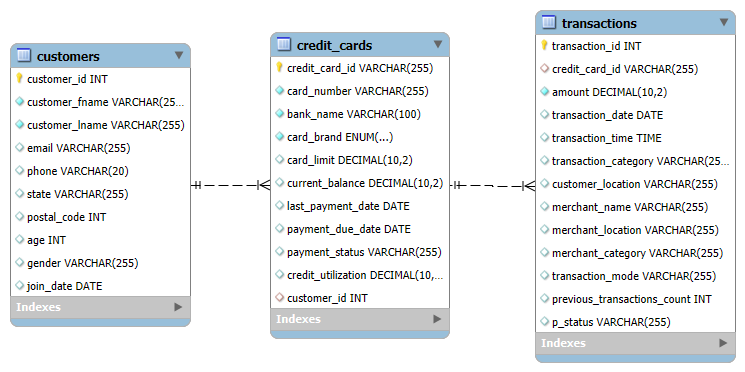 customers
customer_id INT
customer_fname VARCHAR(25...
customer_lname VARCHAR(255)
email VARCHAR(255)
phone VARCHAR(20)
state VARCHAR(255)
postal_code INT
age INT
gender VARCHAR(255)
join_date DATE
Indexes
credit_cards
credit_card_id VARCHAR(255)
card_number VARCHAR(255)
bank_name VARCHAR(100)
card_brand ENUM(...)
card_limit DECIMAL(10,2)
current_balance DECIMAL(10,2)
last_payment_date DATE
payment_due_date DATE
payment_status VARCHAR(255)
credit_utilization DECIMAL(10,...
customer_id INT
Indexes
transactions
transaction_id INT
credit_card_id VARCHAR(255)
amount DECIMAL(10,2)
transaction_date DATE
transaction_time TIME
transaction_category VARCHAR(25...
customer_location VARCHAR(255)
merchant_name VARCHAR(255)
merchant_location VARCHAR(255)
merchant_category VARCHAR(255)
transaction_mode VARCHAR(255)
previous_transactions_count INT
p_status VARCHAR(255)
Indexes